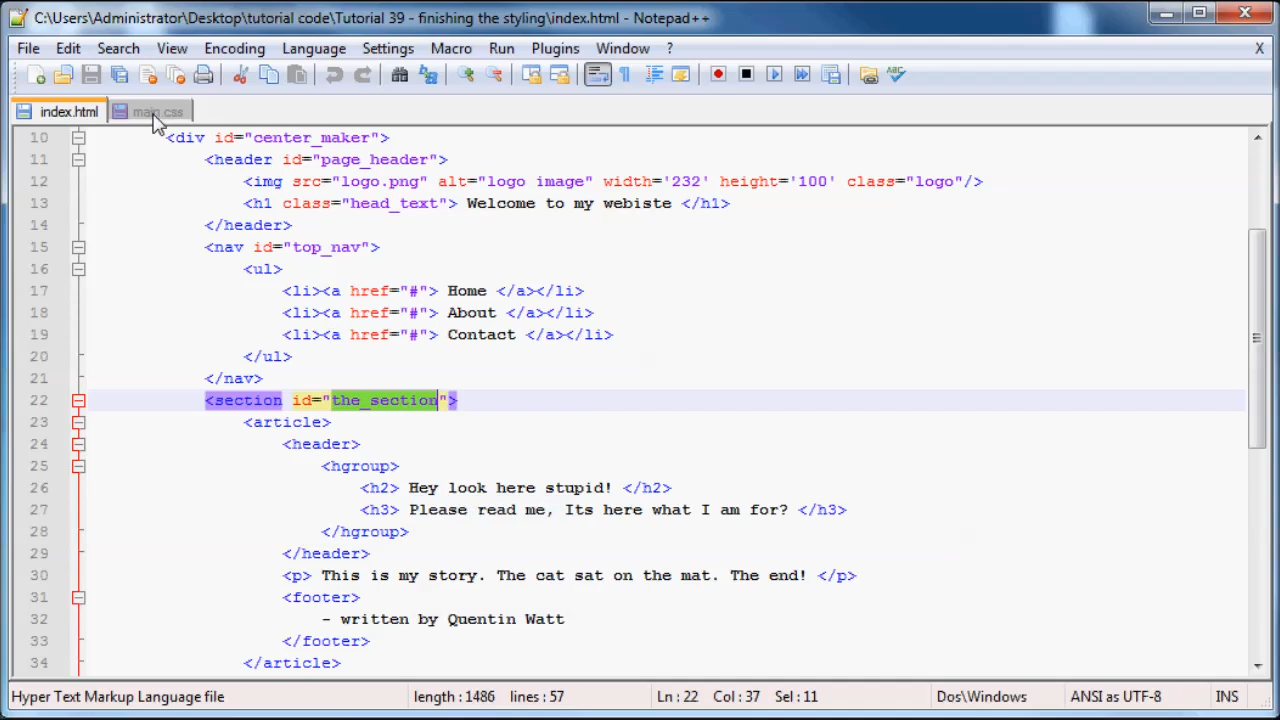 C:\Users\Administrator\Desktop\tutorial code\Tutorial 39 - finishing the styling\index.html - Notepad++
File Edit Search View Encoding Language Settings Macro Run Plugins Window ? X
index.html main.css
10 <div id="center_maker">
11 <header id="page_header">
12 <img src="logo.png" alt="logo image" width='232' height='100' class="logo"/>
13 <h1 class="head_text"> Welcome to my webiste </h1>
14 </header>
15 <nav id="top_nav">
16 <ul>
17 <li><a href="#"> Home </a></li>
18 <li><a href="#"> About </a></li>
19 <li><a href="#"> Contact </a></li>
20 </ul>
21 </nav>
22 <section id="the_section">
23 <article>
24 <header>
25 <hgroup>
26 <h2> Hey look here stupid! </h2>
27 <h3> Please read me, Its here what I am for? </h3>
28 </hgroup>
29 </header>
30 <p> This is my story. The cat sat on the mat. The end! </p>
31 <footer>
32 - written by Quentin Watt
33 </footer>
34 </article>
Hyper Text Markup Language file length : 1486 lines : 57 Ln : 22 Col : 37 Sel : 11 Dos\Windows ANSI as UTF-8 INS